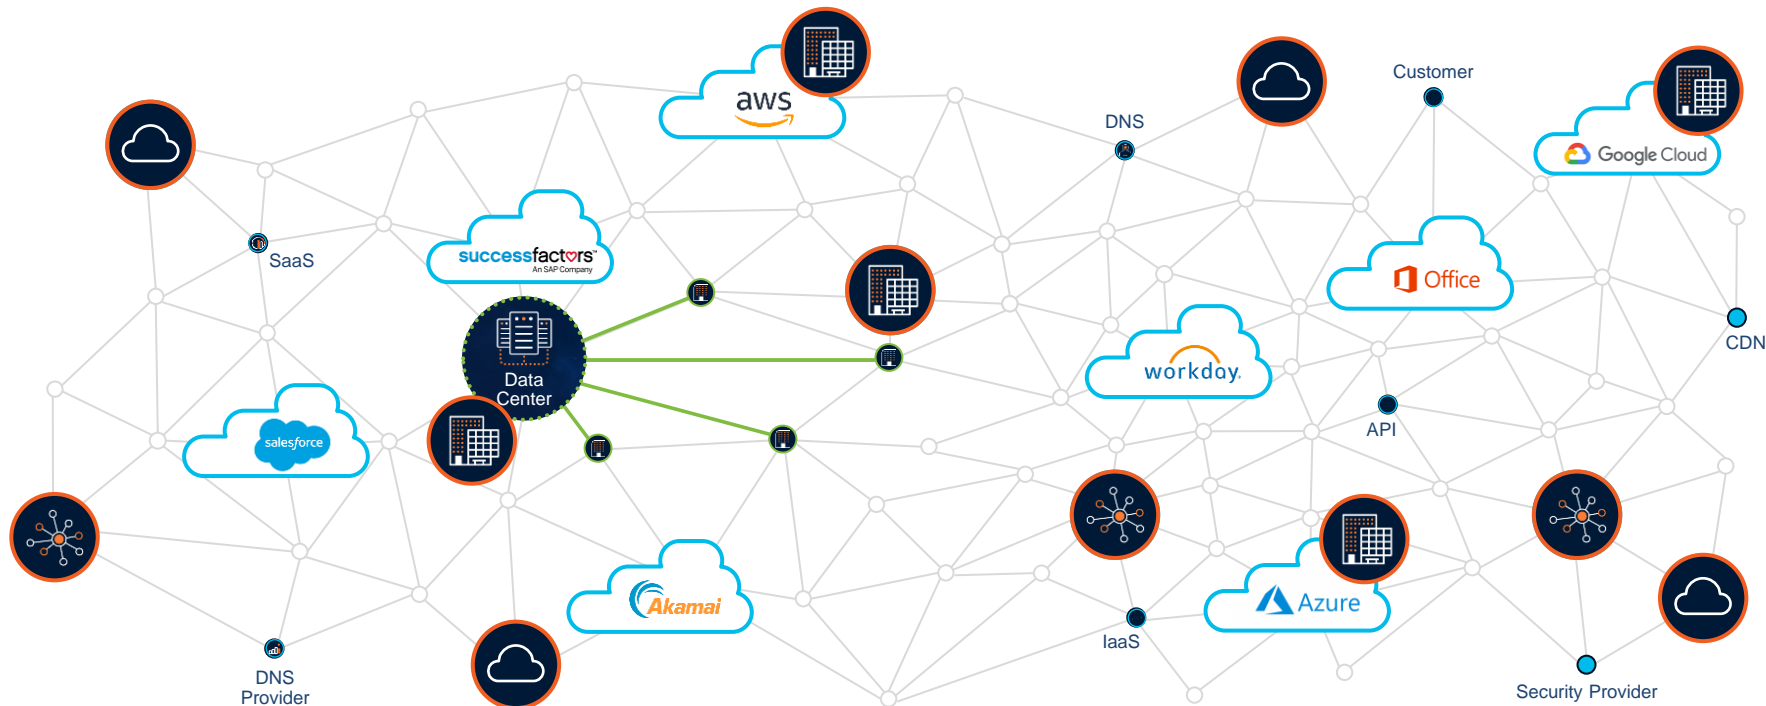 Customer
aws
DNS
Google Cloud
SaaS
successfactors™
An SAP Company
Office
CDN
Data
Center
workday.
salesforce
API
Akamai
Azure
IaaS
DNS
Provider
Security Provider